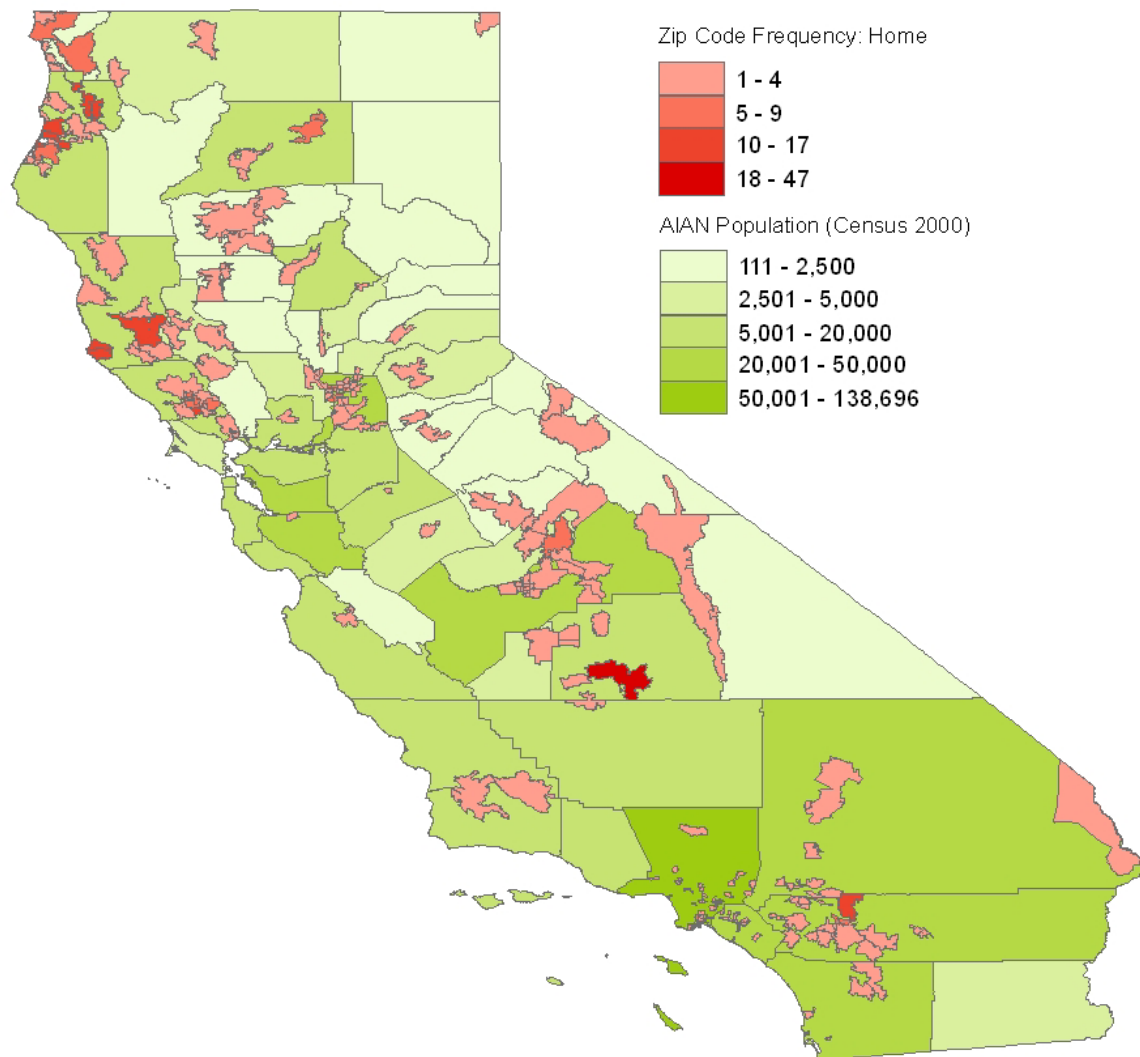 Zip Code Frequency: Home
1 - 4
5 - 9
10 - 17
18 - 47
AIAN Population (Census 2000)
111 - 2,500
2,501 - 5,000
5,001 - 20,000
20,001 - 50,000
50,001 - 138,696